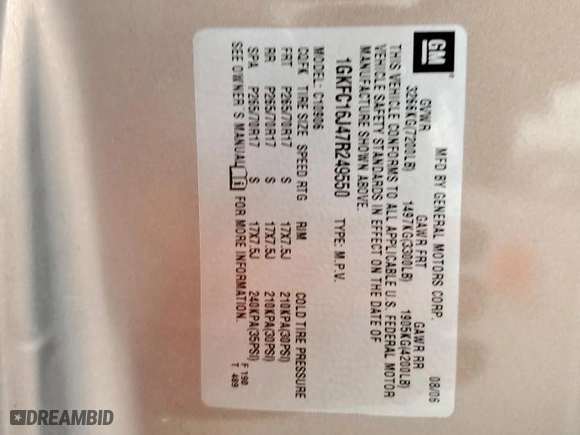 GM
MFD BY GENERAL MOTORS CORP. 08/06
GVWR GAWR FRT GAWR RR
3266KG(7200LB) 1497KG(3300LB) 1905KG(4200LB)
THIS VEHICLE CONFORMS TO ALL APPLICABLE U.S. FEDERAL MOTOR
VEHICLE SAFETY STANDARDS IN EFFECT ON THE DATE OF
MANUFACTURE SHOWN ABOVE.
1GKFC16J47R249550 TYPE: M.P.V.
MODEL: C10906
CQFK TIRE SIZE SPEED RTG RIM COLD TIRE PRESSURE
FRT P265/70R17 S 17X7.5J 210KPA(30PSI)
RR P265/70R17 S 17X7.5J 210KPA(30PSI)
SPA P265/70R17 S 17X7.5J 240KPA(35PSI)
SEE OWNER'S MANUAL i FOR MORE INFORMATION.
F 190
T 489
DREAMBID